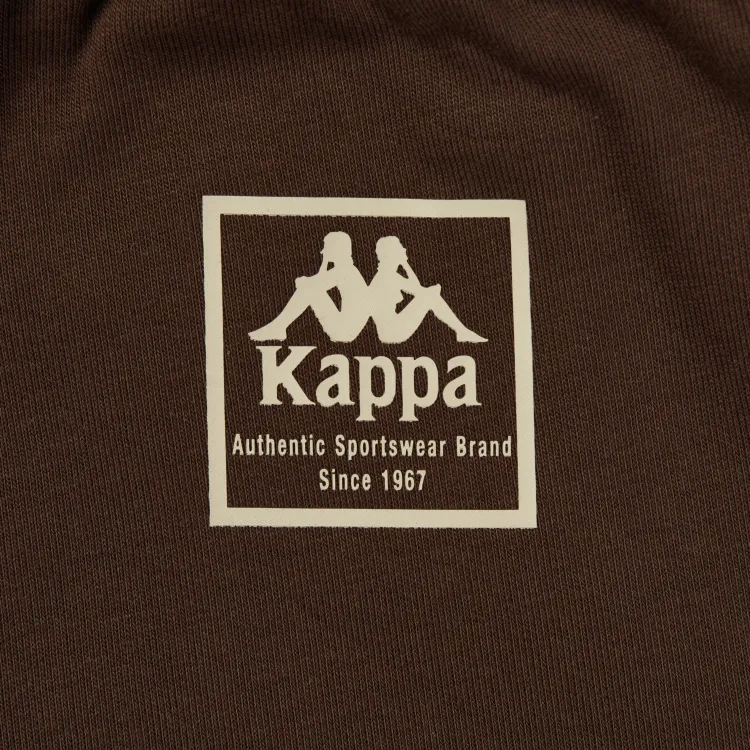 Kappa
Authentic Sportswear Brand
Since 1967